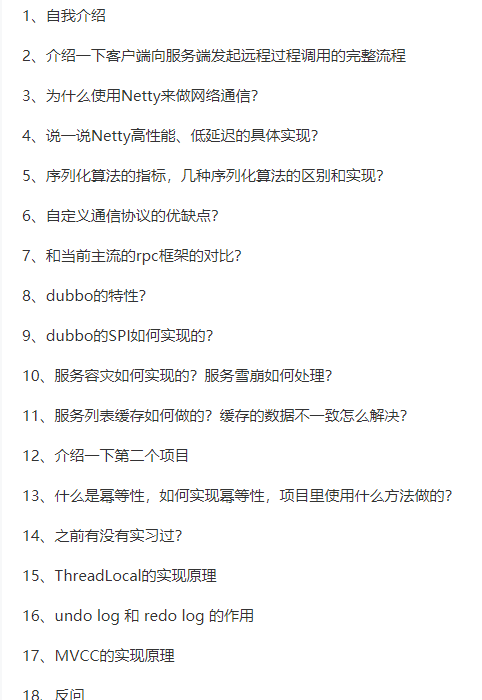 1、自我介绍
2、介绍一下客户端向服务端发起远程过程调用的完整流程
3、为什么使用Netty来做网络通信？
4、说一说Netty高性能、低延迟的具体实现？
5、序列化算法的指标，几种序列化算法的区别和实现？
6、自定义通信协议的优缺点？
7、和当前主流的rpc框架的对比？
8、dubbo的特性？
9、dubbo的SPI如何实现的？
10、服务容灾如何实现的？服务雪崩如何处理？
11、服务列表缓存如何做的？缓存的数据不一致怎么解决？
12、介绍一下第二个项目
13、什么是幂等性，如何实现幂等性，项目里使用什么方法做的？
14、之前有没有实习过？
15、ThreadLocal的实现原理
16、undo log 和 redo log 的作用
17、MVCC的实现原理
18、反问